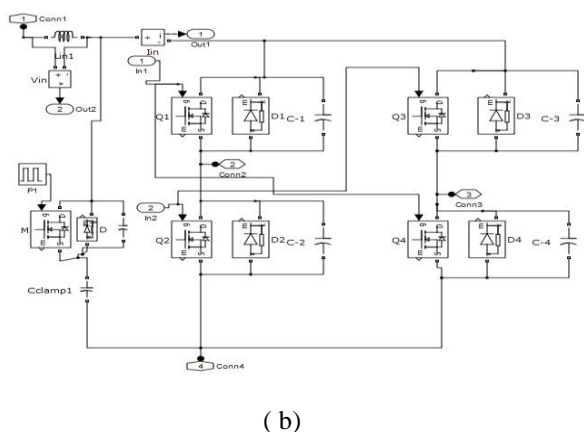 1 Conn1
Lin1
Iin
1 Out1
1
In1
Vin
2 Out2
Q1
D1
C-1
Q3
D3
C-3
2
Conn2
3
Conn3
P1
2
In2
M
D
Q2
D2
C-2
Q4
D4
C-4
Cclamp1
4 Conn4
( b)